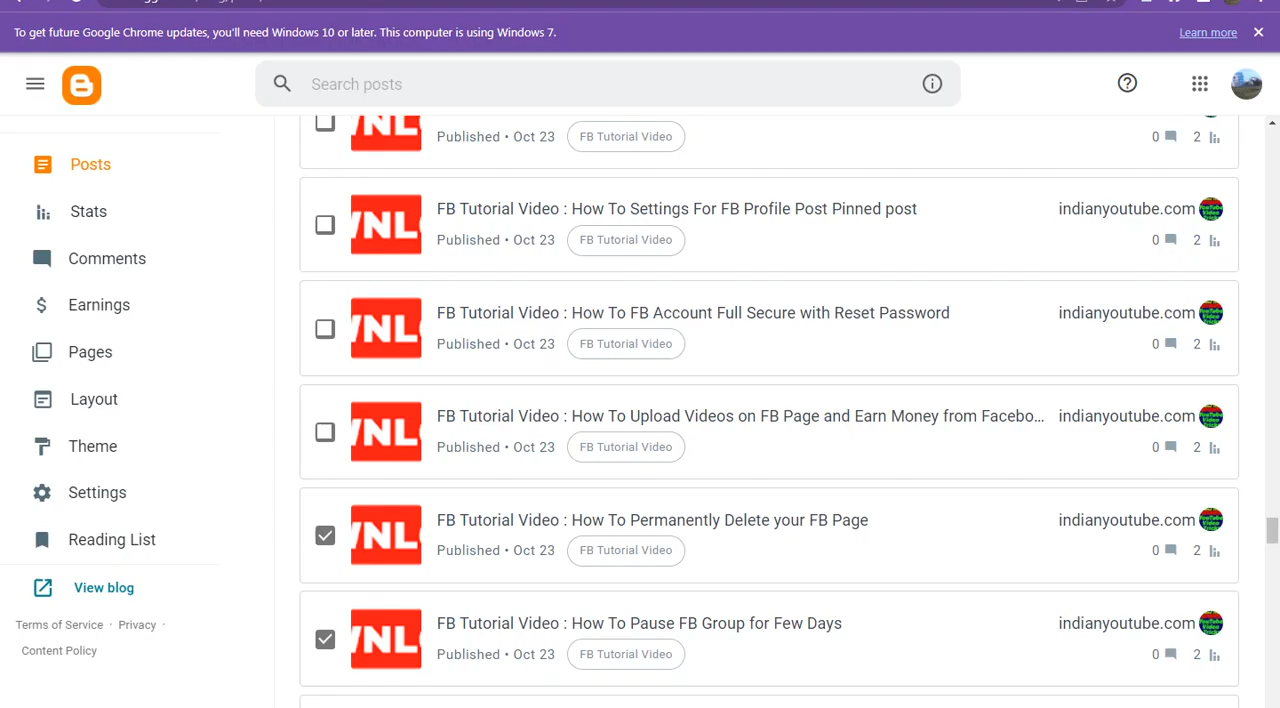 To get future Google Chrome updates, you'll need Windows 10 or later. This computer is using Windows 7.
Learn more
Search posts
Posts
Stats
Comments
Earnings
Pages
Layout
Theme
Settings
Reading List
View blog
Terms of Service · Privacy ·
Content Policy
Published • Oct 23 FB Tutorial Video
0 2
FB Tutorial Video : How To Settings For FB Profile Post Pinned post
indianyoutube.com
Published • Oct 23 FB Tutorial Video
0 2
FB Tutorial Video : How To FB Account Full Secure with Reset Password
indianyoutube.com
Published • Oct 23 FB Tutorial Video
0 2
FB Tutorial Video : How To Upload Videos on FB Page and Earn Money from Facebo...
indianyoutube.com
Published • Oct 23 FB Tutorial Video
0 2
FB Tutorial Video : How To Permanently Delete your FB Page
indianyoutube.com
Published • Oct 23 FB Tutorial Video
0 2
FB Tutorial Video : How To Pause FB Group for Few Days
indianyoutube.com
Published • Oct 23 FB Tutorial Video
0 2